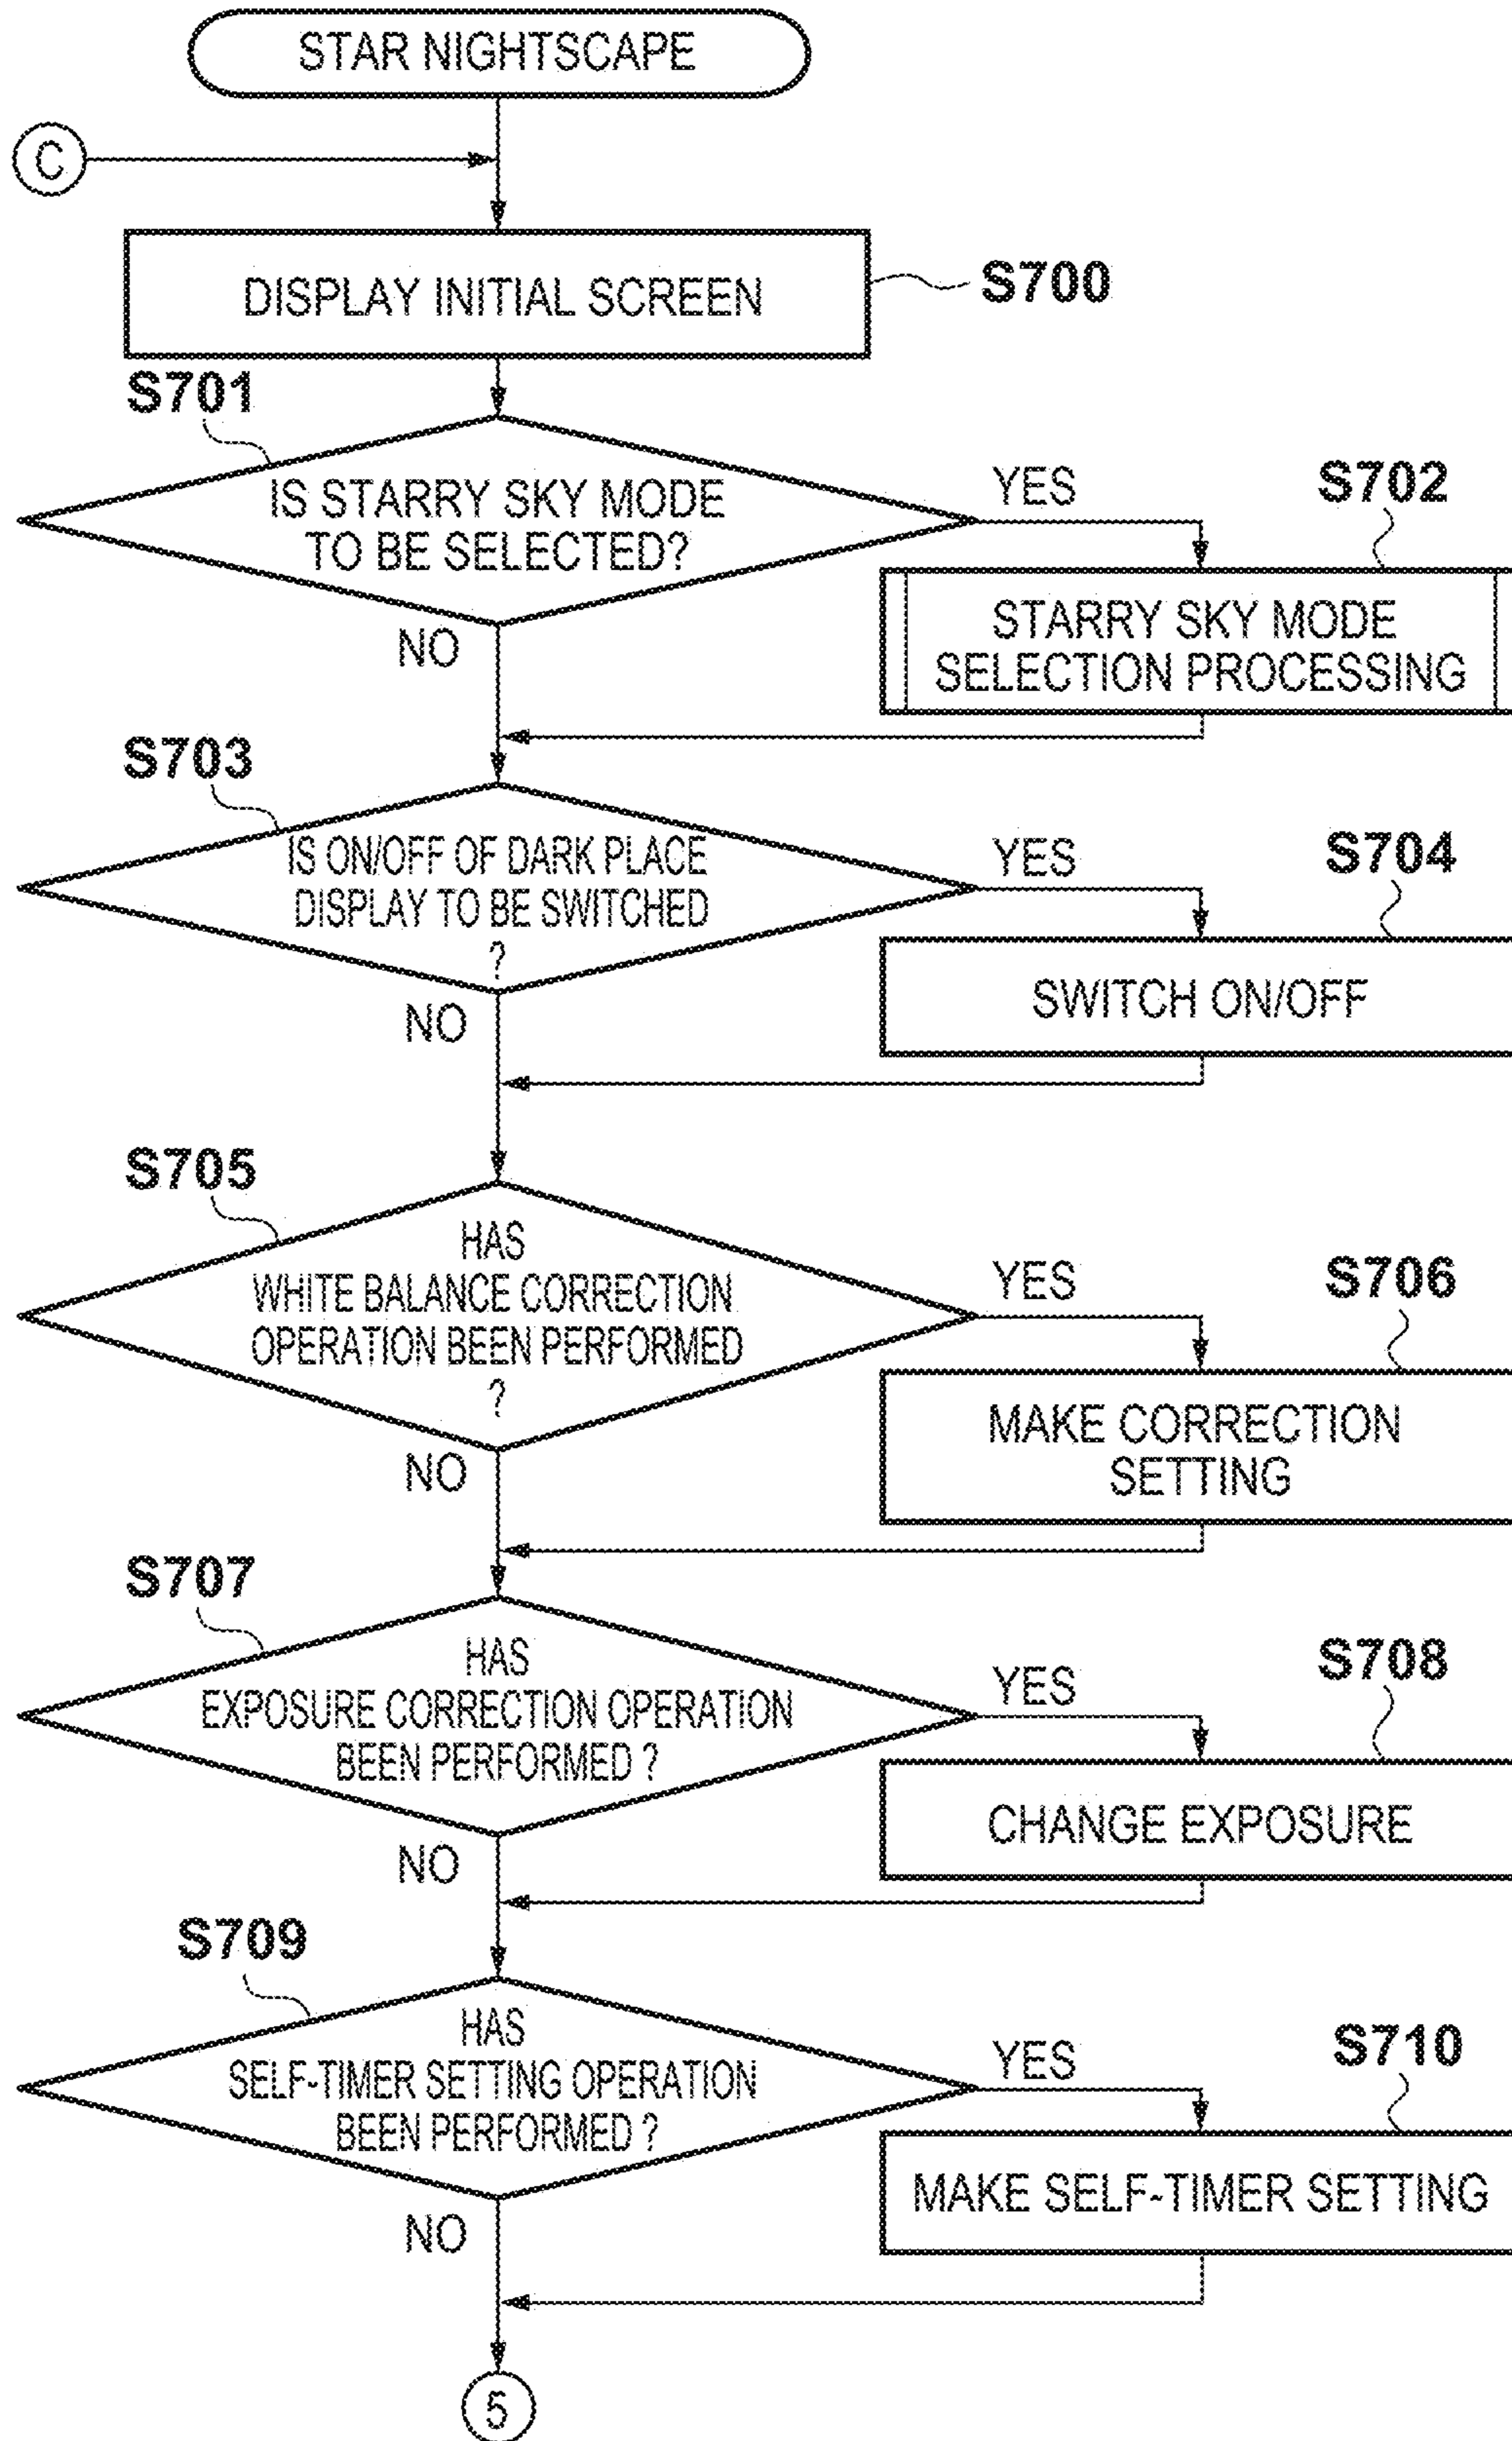 STAR NIGHTSCAPE
C
DISPLAY INITIAL SCREEN
S700
S701
IS STARRY SKY MODE
TO BE SELECTED?
YES
S702
STARRY SKY MODE
SELECTION PROCESSING
NO
S703
IS ON/OFF OF DARK PLACE
DISPLAY TO BE SWITCHED
?
YES
S704
SWITCH ON/OFF
NO
S705
HAS
WHITE BALANCE CORRECTION
OPERATION BEEN PERFORMED
?
YES
S706
MAKE CORRECTION
SETTING
NO
S707
HAS
EXPOSURE CORRECTION OPERATION
BEEN PERFORMED ?
YES
S708
CHANGE EXPOSURE
NO
S709
HAS
SELF-TIMER SETTING OPERATION
BEEN PERFORMED ?
YES
S710
MAKE SELF-TIMER SETTING
NO
5